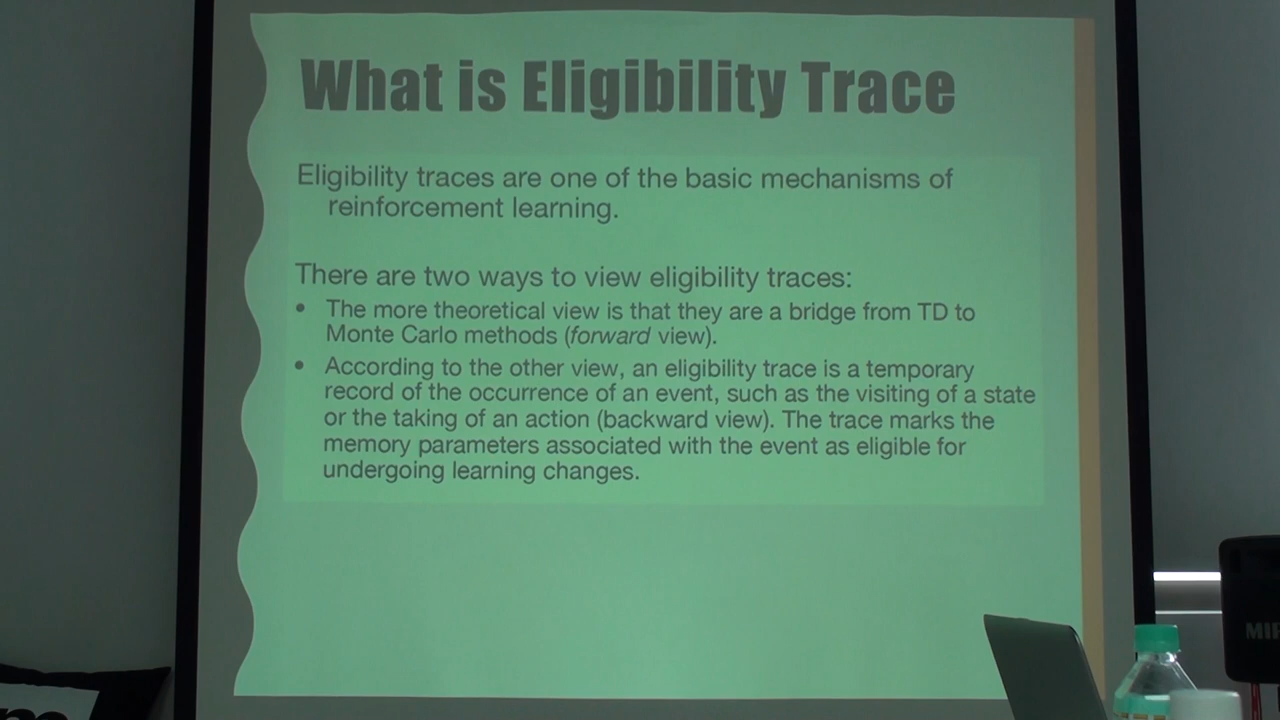 What is Eligibility Trace
Eligibility traces are one of the basic mechanisms of
reinforcement learning.
There are two ways to view eligibility traces:
• The more theoretical view is that they are a bridge from TD to
Monte Carlo methods (forward view).
• According to the other view, an eligibility trace is a temporary
record of the occurrence of an event, such as the visiting of a state
or the taking of an action (backward view). The trace marks the
memory parameters associated with the event as eligible for
undergoing learning changes.